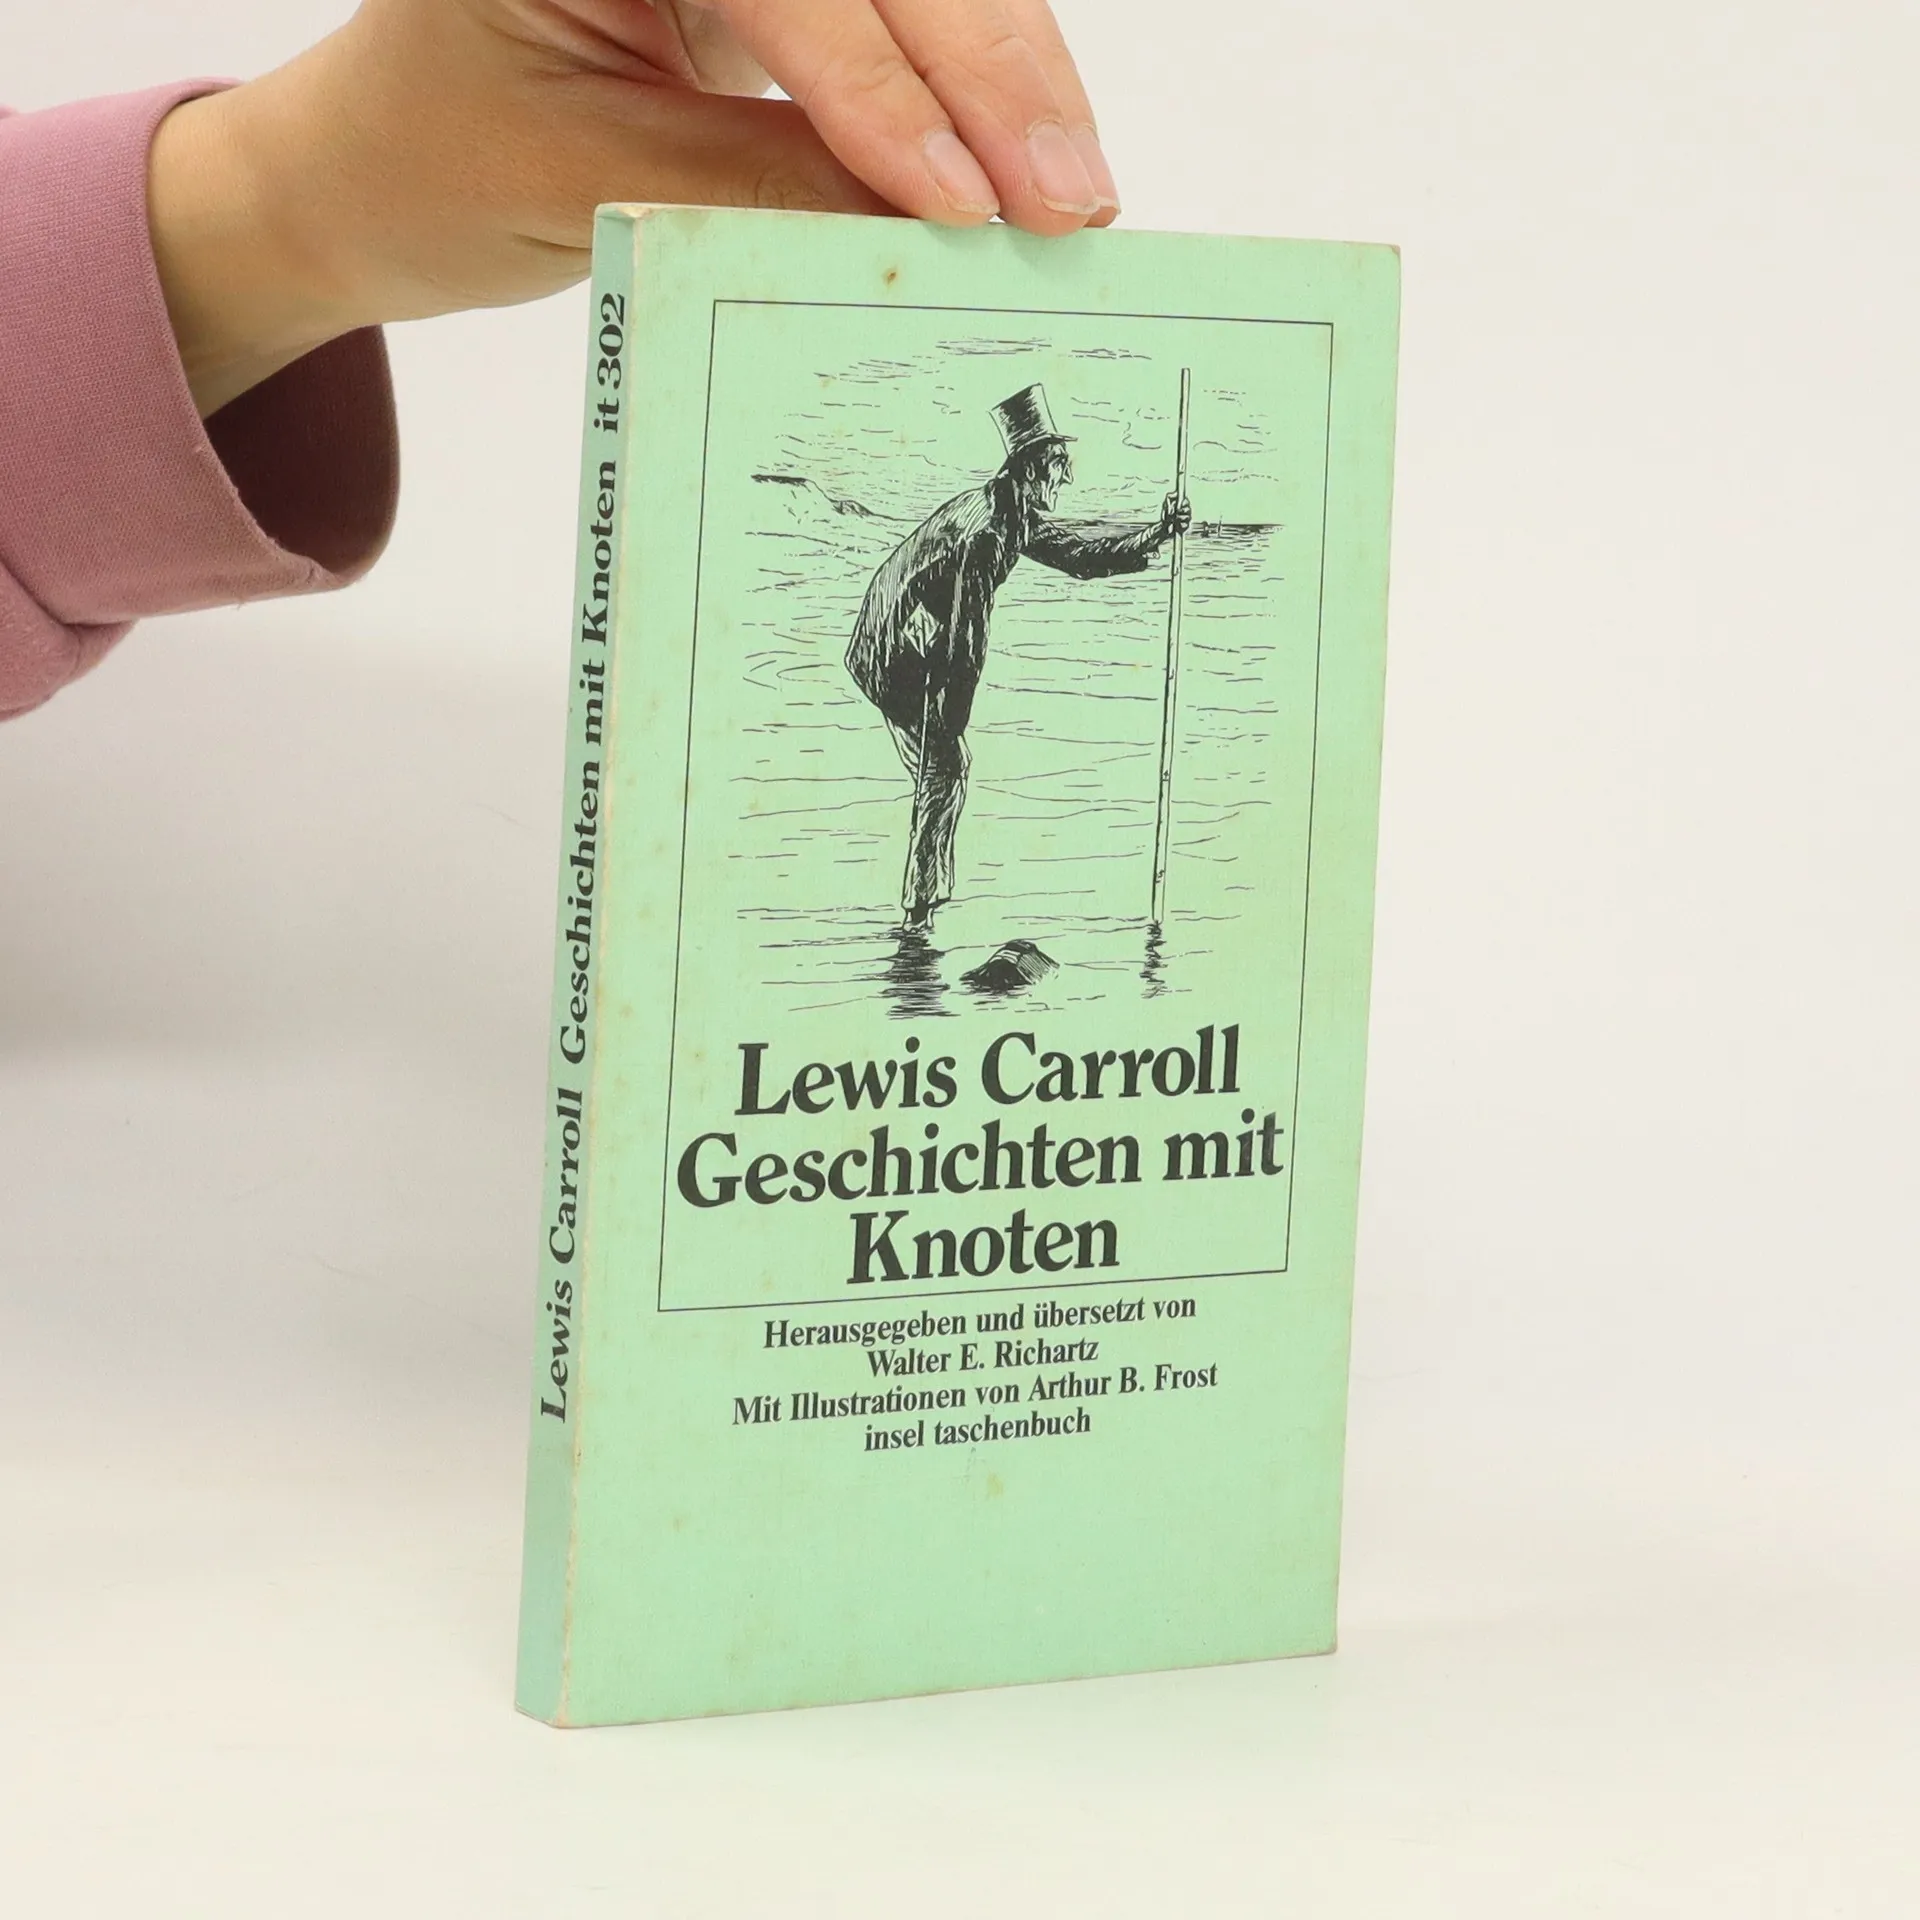 Lewis Carroll Geschichten mit Knoten it 302
Lewis Carroll
Geschichten mit
Knoten
Herausgegeben und übersetzt von
Walter E. Richartz
Mit Illustrationen von Arthur B. Frost
insel taschenbuch